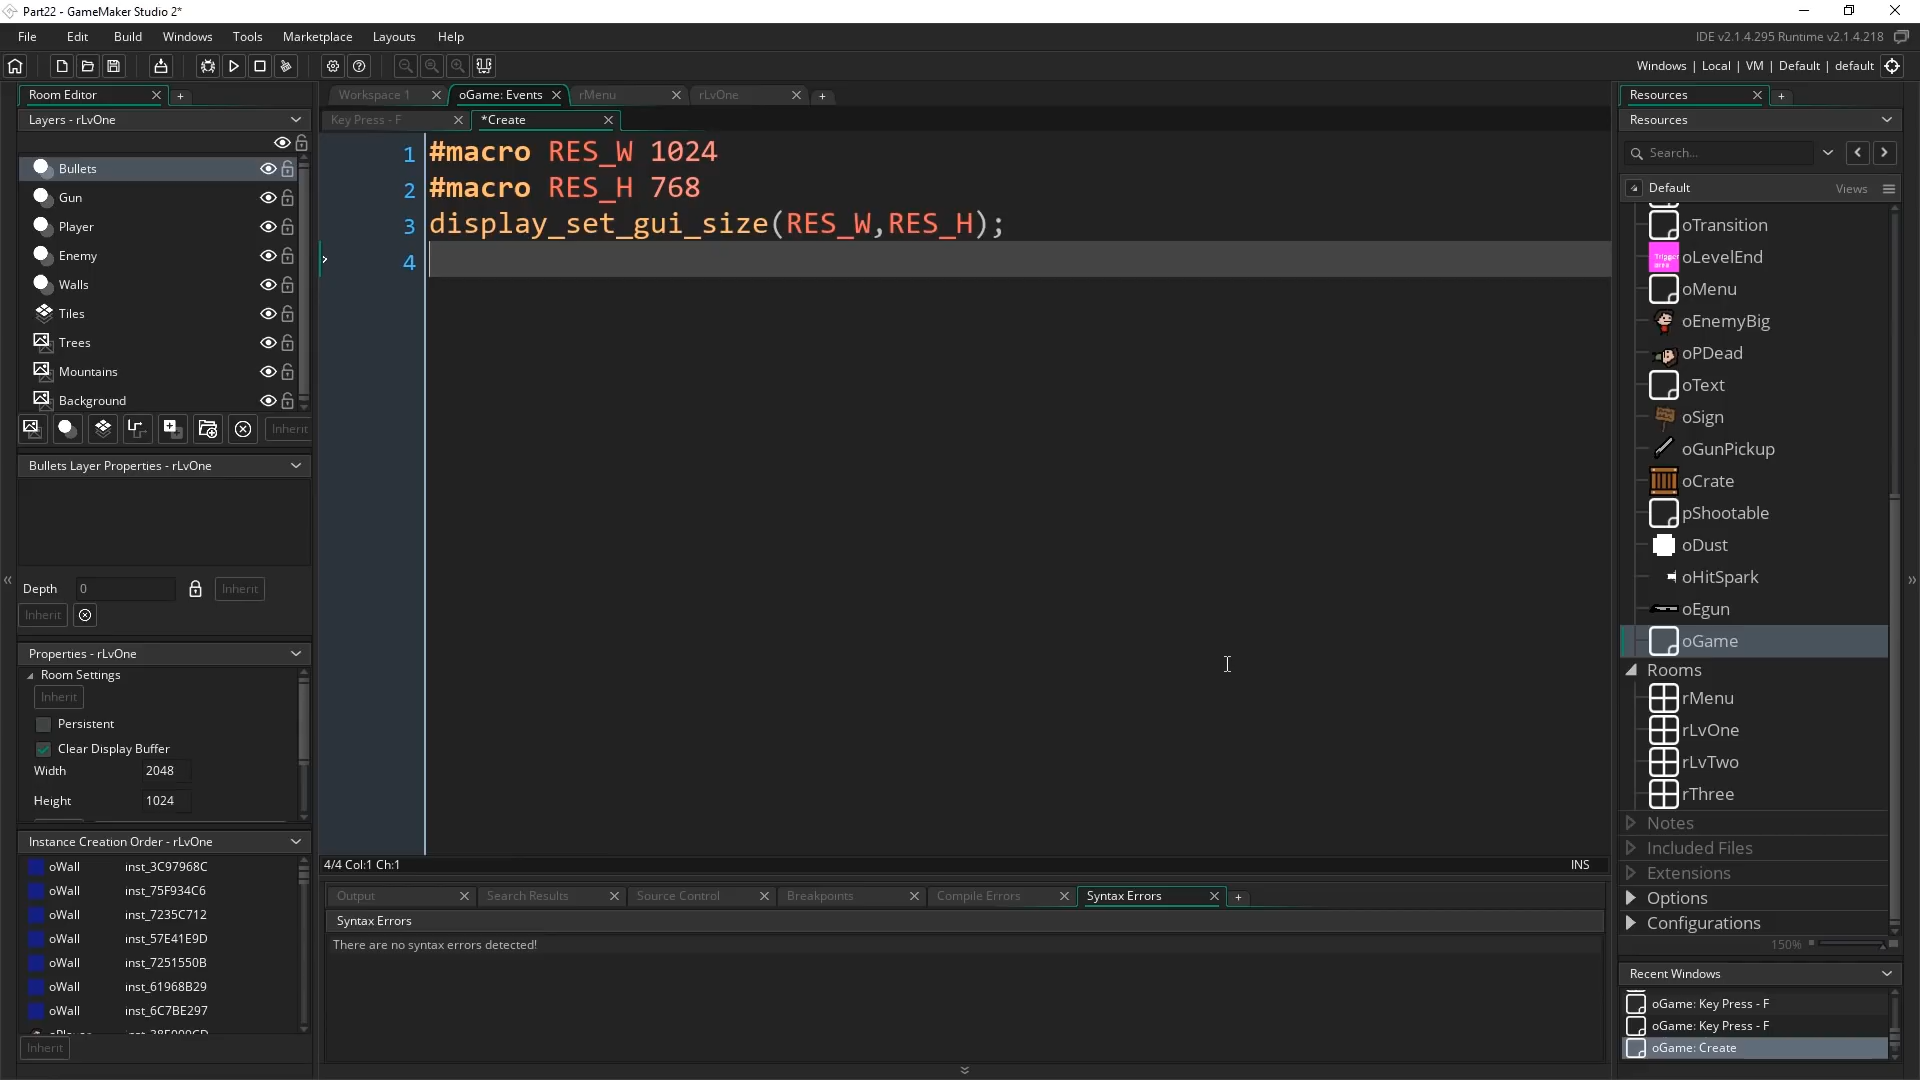 Part22 - GameMaker Studio 2*
File Edit Build Windows Tools Marketplace Layouts Help
IDE v2.1.4.295 Runtime v2.1.4.218
Windows | Local | VM | Default | default
Room Editor
Layers - rLvOne
Bullets
Gun
Player
Enemy
Walls
Tiles
Trees
Mountains
Background
Inherit
Bullets Layer Properties - rLvOne
Depth 0 Inherit
Inherit
Properties - rLvOne
Room Settings
Inherit
Persistent
Clear Display Buffer
Width 2048
Height 1024
Instance Creation Order - rLvOne
oWall inst_3C97968C
oWall inst_75F934C6
oWall inst_7235C712
oWall inst_57E41E9D
oWall inst_7251550B
oWall inst_61968B29
oWall inst_6C7BE297
Inherit
Workspace 1 oGame: Events rMenu rLvOne
Key Press - F *Create
1 #macro RES_W 1024
2 #macro RES_H 768
3 display_set_gui_size(RES_W,RES_H);
4
4/4 Col:1 Ch:1 INS
Output Search Results Source Control Breakpoints Compile Errors Syntax Errors
Syntax Errors
There are no syntax errors detected!
Resources
Resources
Search...
Default Views
oTransition
Trigger area
oLevelEnd
oMenu
oEnemyBig
oPDead
oText
oSign
oGunPickup
oCrate
pShootable
oDust
oHitSpark
oEgun
oGame
Rooms
rMenu
rLvOne
rLvTwo
rThree
Notes
Included Files
Extensions
Options
Configurations
150%
Recent Windows
oGame: Key Press - F
oGame: Key Press - F
oGame: Create